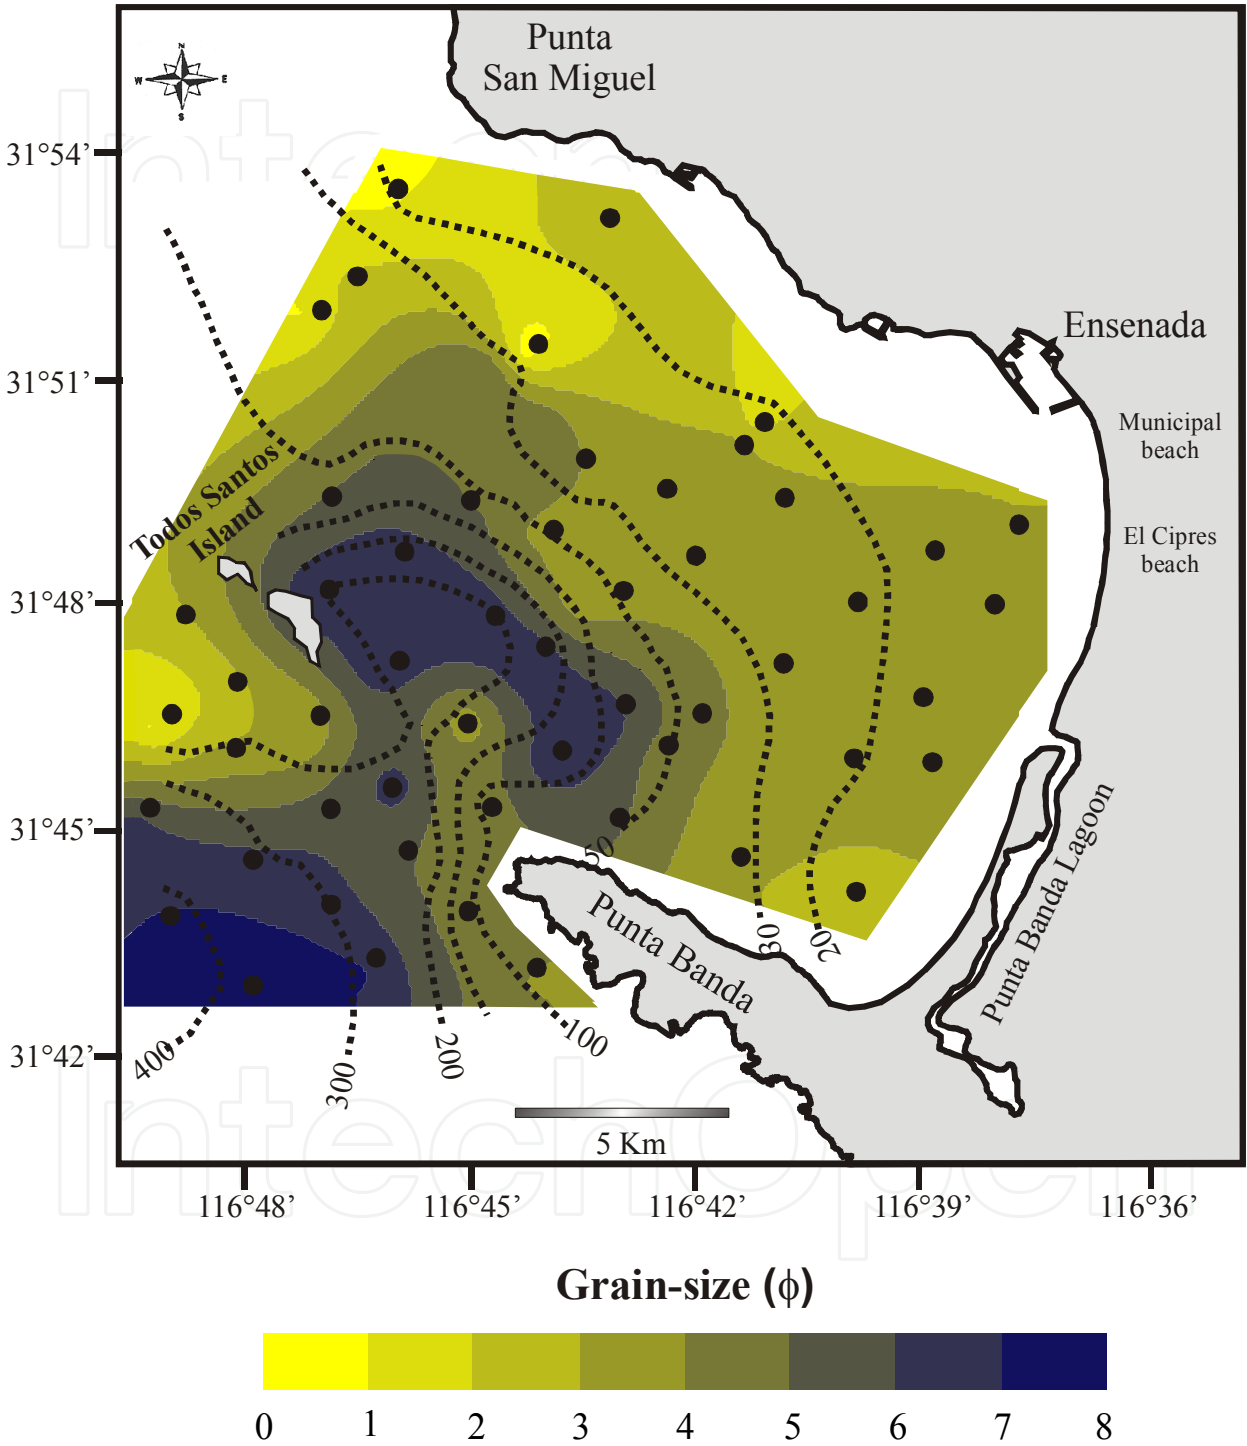 Punta
San Miguel
N
W E
S
31°54’
Ensenada
31°51’
Municipal
beach
Todos Santos
Island
El Cipres
beach
31°48’
31°45’
50
Punta Banda Lagoon
Punta Banda
30
20
31°42’
400
300
200
100
5 Km
116°48’
116°45’
116°42’
116°39’
116°36’
IntechOpen
Grain-size (ϕ)
0 1 2 3 4 5 6 7 8